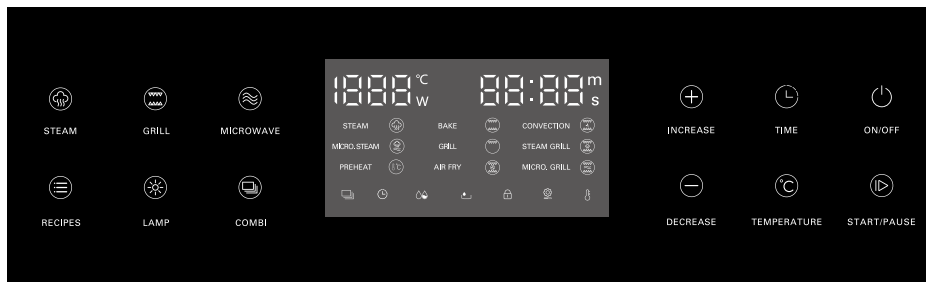 STEAM GRILL MICROWAVE
RECIPES LAMP COMBI
1888 °C W 88:88 m s
STEAM BAKE CONVECTION
MICRO.STEAM GRILL STEAM GRILL
PREHEAT °C AIR FRY MICRO. GRILL
INCREASE TIME ON/OFF
°C
DECREASE TEMPERATURE START/PAUSE